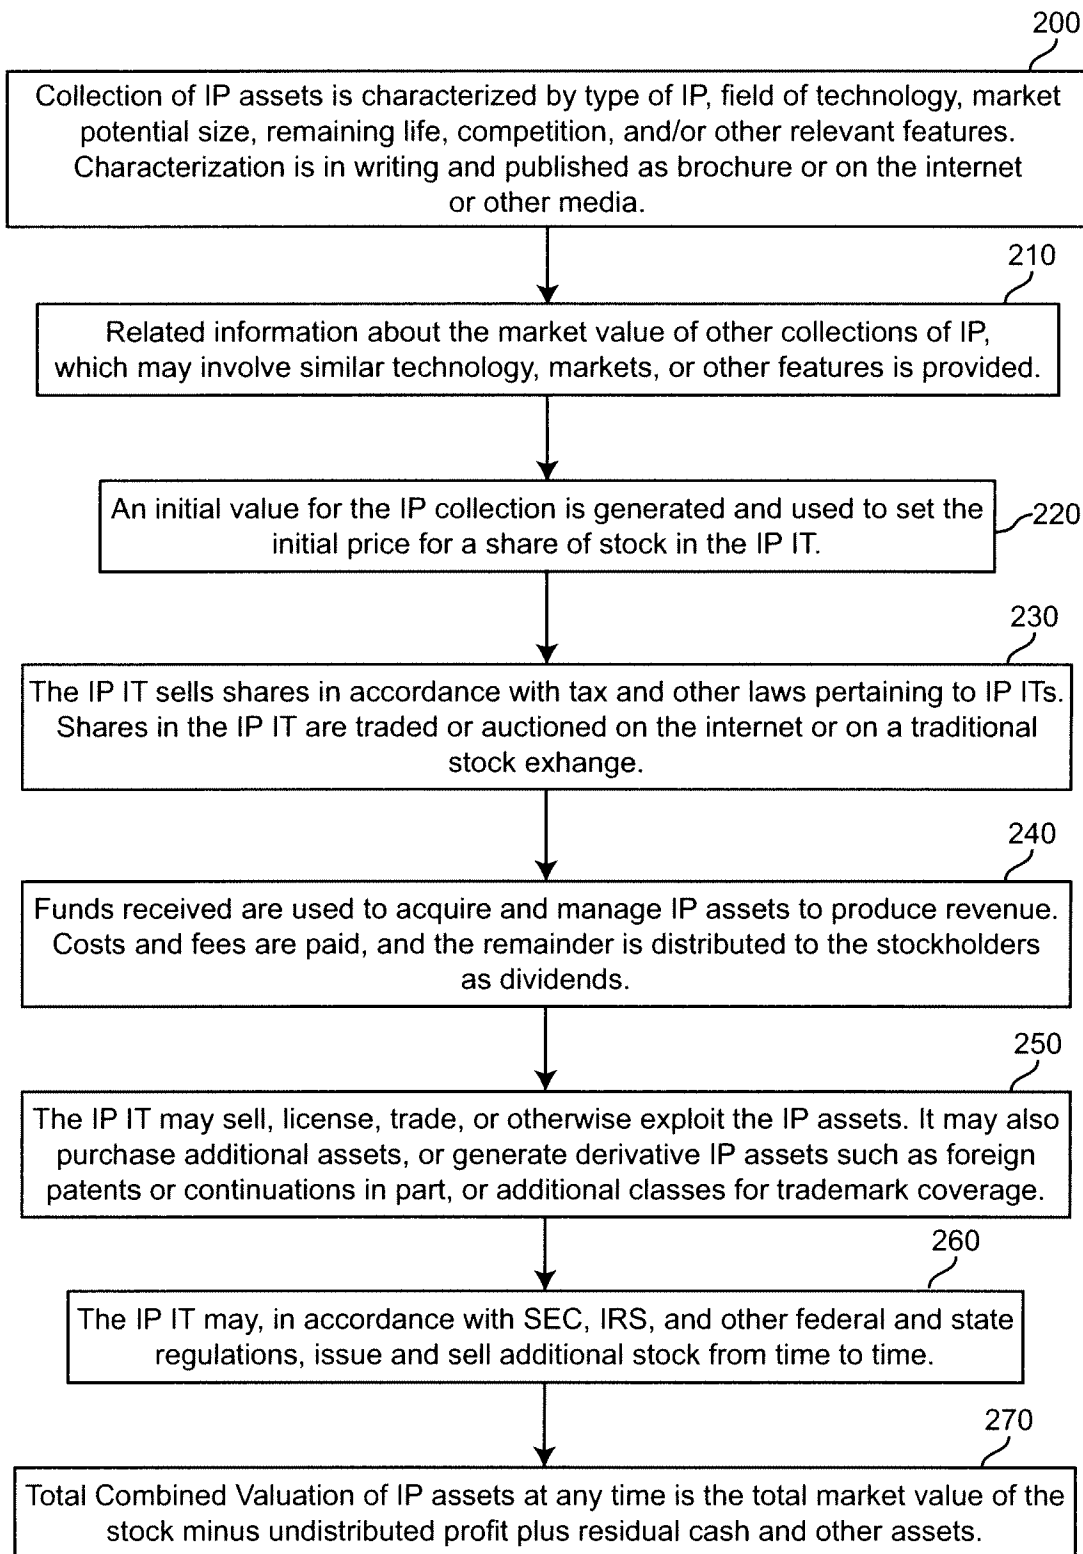 200
Collection of IP assets is characterized by type of IP, field of technology, market
potential size, remaining life, competition, and/or other relevant features.
Characterization is in writing and published as brochure or on the internet
or other media.
210
Related information about the market value of other collections of IP,
which may involve similar technology, markets, or other features is provided.
An initial value for the IP collection is generated and used to set the
initial price for a share of stock in the IP IT.
220
230
The IP IT sells shares in accordance with tax and other laws pertaining to IP ITs.
Shares in the IP IT are traded or auctioned on the internet or on a traditional
stock exhange.
240
Funds received are used to acquire and manage IP assets to produce revenue.
Costs and fees are paid, and the remainder is distributed to the stockholders
as dividends.
250
The IP IT may sell, license, trade, or otherwise exploit the IP assets. It may also
purchase additional assets, or generate derivative IP assets such as foreign
patents or continuations in part, or additional classes for trademark coverage.
260
The IP IT may, in accordance with SEC, IRS, and other federal and state
regulations, issue and sell additional stock from time to time.
270
Total Combined Valuation of IP assets at any time is the total market value of the
stock minus undistributed profit plus residual cash and other assets.